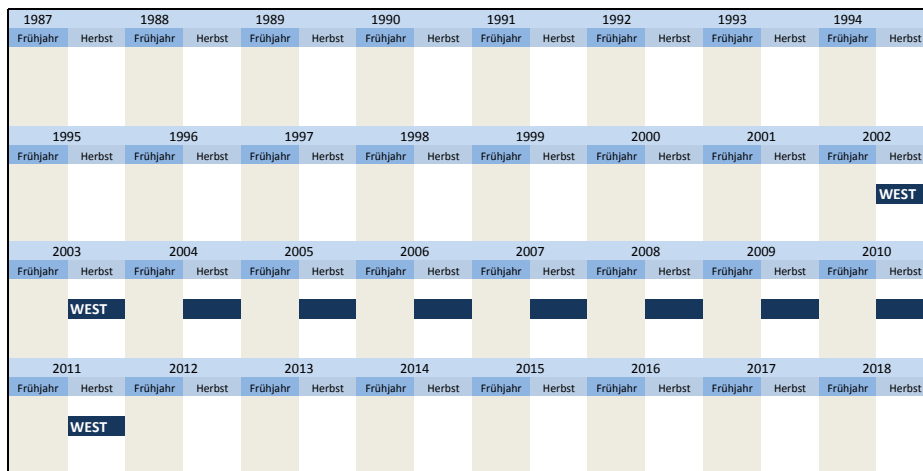 1987 1988 1989 1990 1991 1992 1993 1994
Frühjahr Herbst Frühjahr Herbst Frühjahr Herbst Frühjahr Herbst Frühjahr Herbst Frühjahr Herbst Frühjahr Herbst Frühjahr Herbst
1995 1996 1997 1998 1999 2000 2001 2002
Frühjahr Herbst Frühjahr Herbst Frühjahr Herbst Frühjahr Herbst Frühjahr Herbst Frühjahr Herbst Frühjahr Herbst Frühjahr Herbst
WEST
2003 2004 2005 2006 2007 2008 2009 2010
Frühjahr Herbst Frühjahr Herbst Frühjahr Herbst Frühjahr Herbst Frühjahr Herbst Frühjahr Herbst Frühjahr Herbst Frühjahr Herbst
WEST
2011 2012 2013 2014 2015 2016 2017 2018
Frühjahr Herbst Frühjahr Herbst Frühjahr Herbst Frühjahr Herbst Frühjahr Herbst Frühjahr Herbst Frühjahr Herbst Frühjahr Herbst
WEST